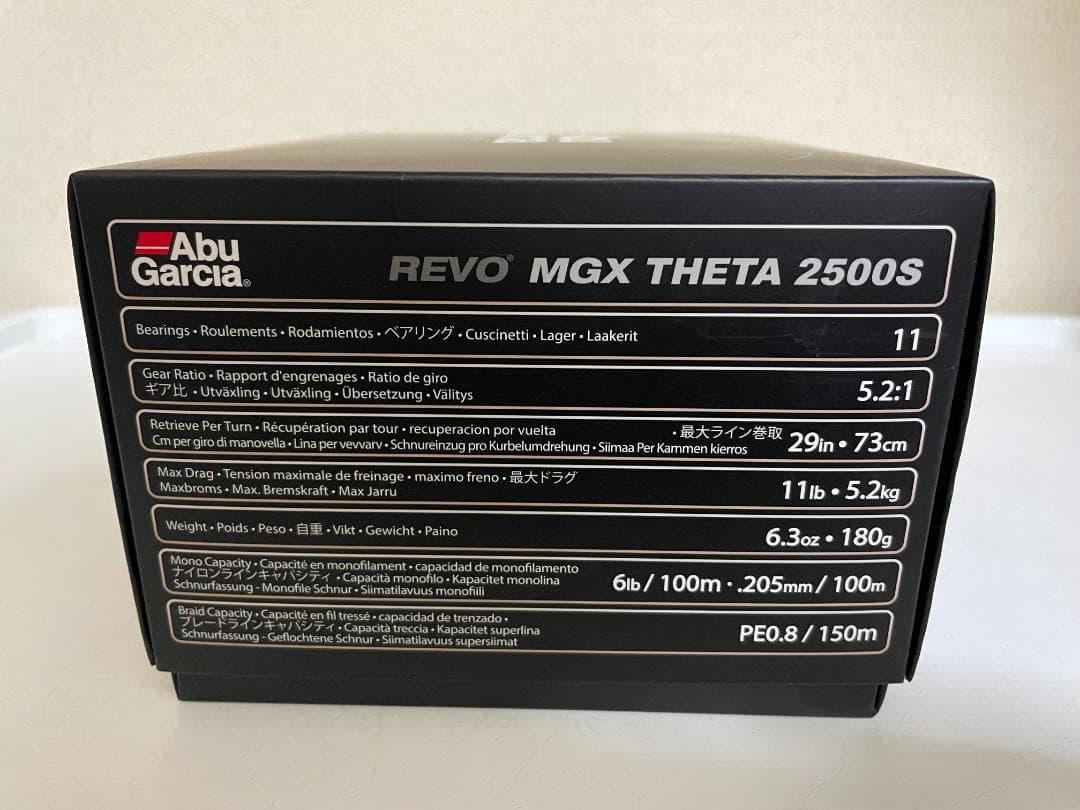 Abu
Garcia®
REVO® MGX THETA 2500S
Bearings • Roulements • Rodamientos • ベアリング • Cuscinetti • Lager • Laakerit
11
Gear Ratio • Rapport d'engrenages • Ratio de giro
ギア比 • Utväxling • Utväxling • Übersetzung • Välitys
5.2:1
Retrieve Per Turn • Récupération par tour • recuperacion por vuelta • 最大ライン巻取
Cm per giro di manovella • Lina per vevvarv • Schnureinzug pro Kurbelumdrehung • Siimaa Per Kammen kierros
29in • 73cm
Max Drag • Tension maximale de freinage • maximo freno • 最大ドラグ
Maxbroms • Max. Bremskraft • Max Jarru
11lb • 5.2kg
Weight • Poids • Peso • 自重 • Vikt • Gewicht • Paino
6.3oz • 180g
Mono Capacity • Capacité en monofilament • capacidad de monofilamento
ナイロンラインキャパシティ • Capacità monofilo • Kapacitet monolina
Schnurfassung - Monofile Schnur • Siimatilavuus monofiili
6lb / 100m • .205mm / 100m
Braid Capacity • Capacité en fil tressé • capacidad de trenzado •
ブレードラインキャパシティ • Capacità treccia • Kapacitet superlina
Schnurfassung - Geflochtene Schnur • Siimatilavuus supersiimat
PE0.8 / 150m